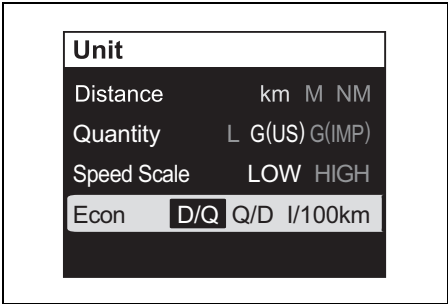 Unit
Distance km M NM
Quantity L G(US) G(IMP)
Speed Scale LOW HIGH
Econ D/Q Q/D l/100km